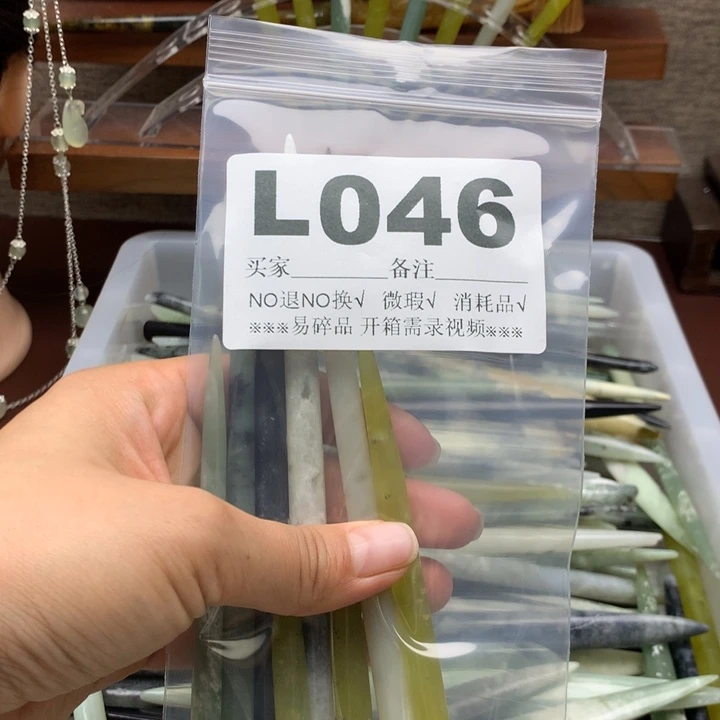 L046
买家________备注________
NO退NO换√ 微瑕√ 消耗品√
※※※易碎品 开箱需录视频※※※